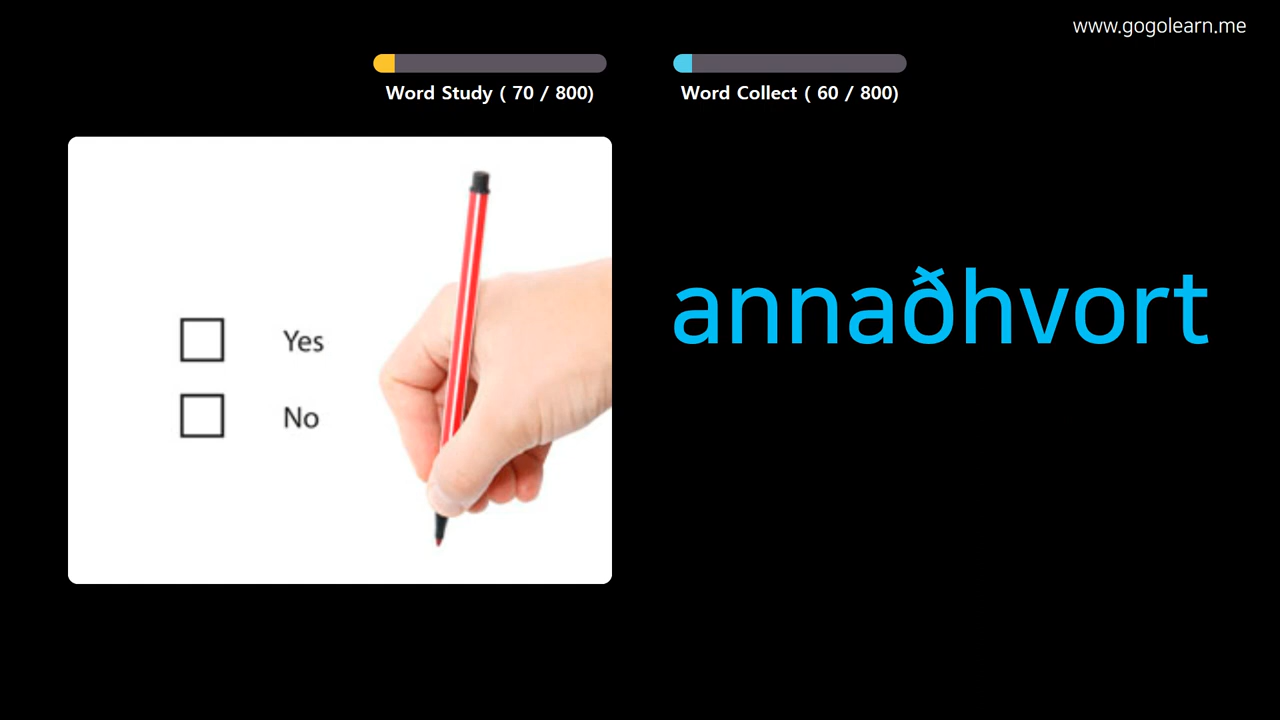 www.gogolearn.me
Word Study ( 70 / 800)
Word Collect ( 60 / 800)
Yes
No
annaðhvort